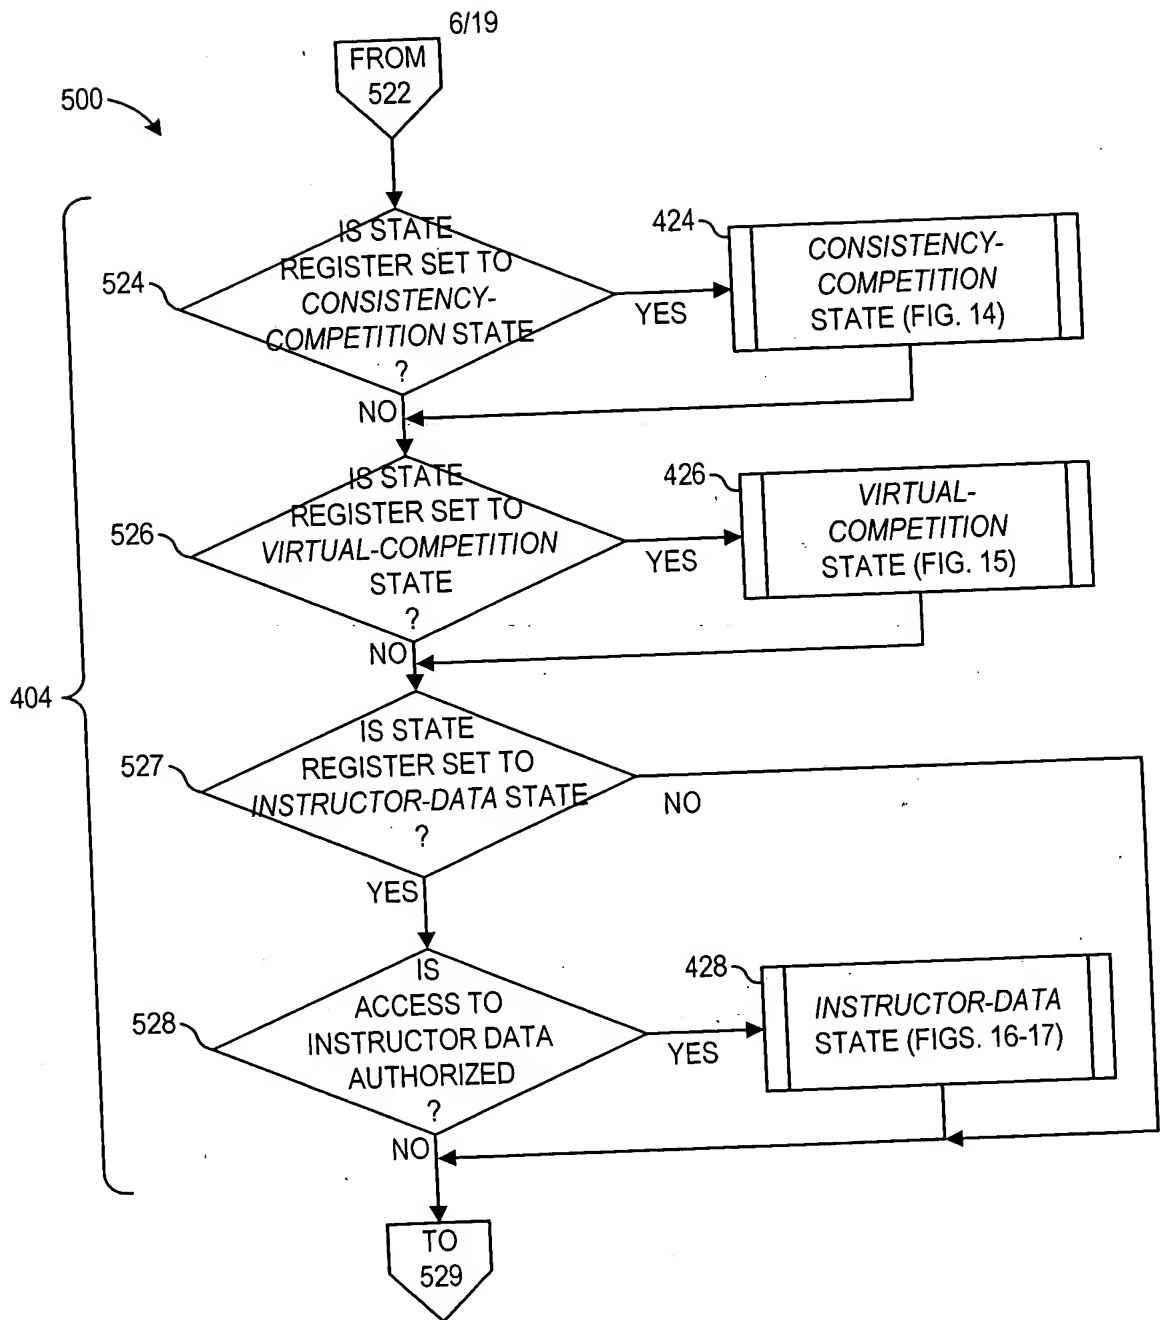 6/19
FROM
522
500
IS STATE
REGISTER SET TO
CONSISTENCY-
COMPETITION STATE
?
524
YES
424
CONSISTENCY-
COMPETITION
STATE (FIG. 14)
NO
IS STATE
REGISTER SET TO
VIRTUAL-COMPETITION
STATE
?
526
YES
426
VIRTUAL-
COMPETITION
STATE (FIG. 15)
NO
404
IS STATE
REGISTER SET TO
INSTRUCTOR-DATA STATE
?
527
NO
YES
IS
ACCESS TO
INSTRUCTOR DATA
AUTHORIZED
?
528
YES
428
INSTRUCTOR-DATA
STATE (FIGS. 16-17)
NO
TO
529